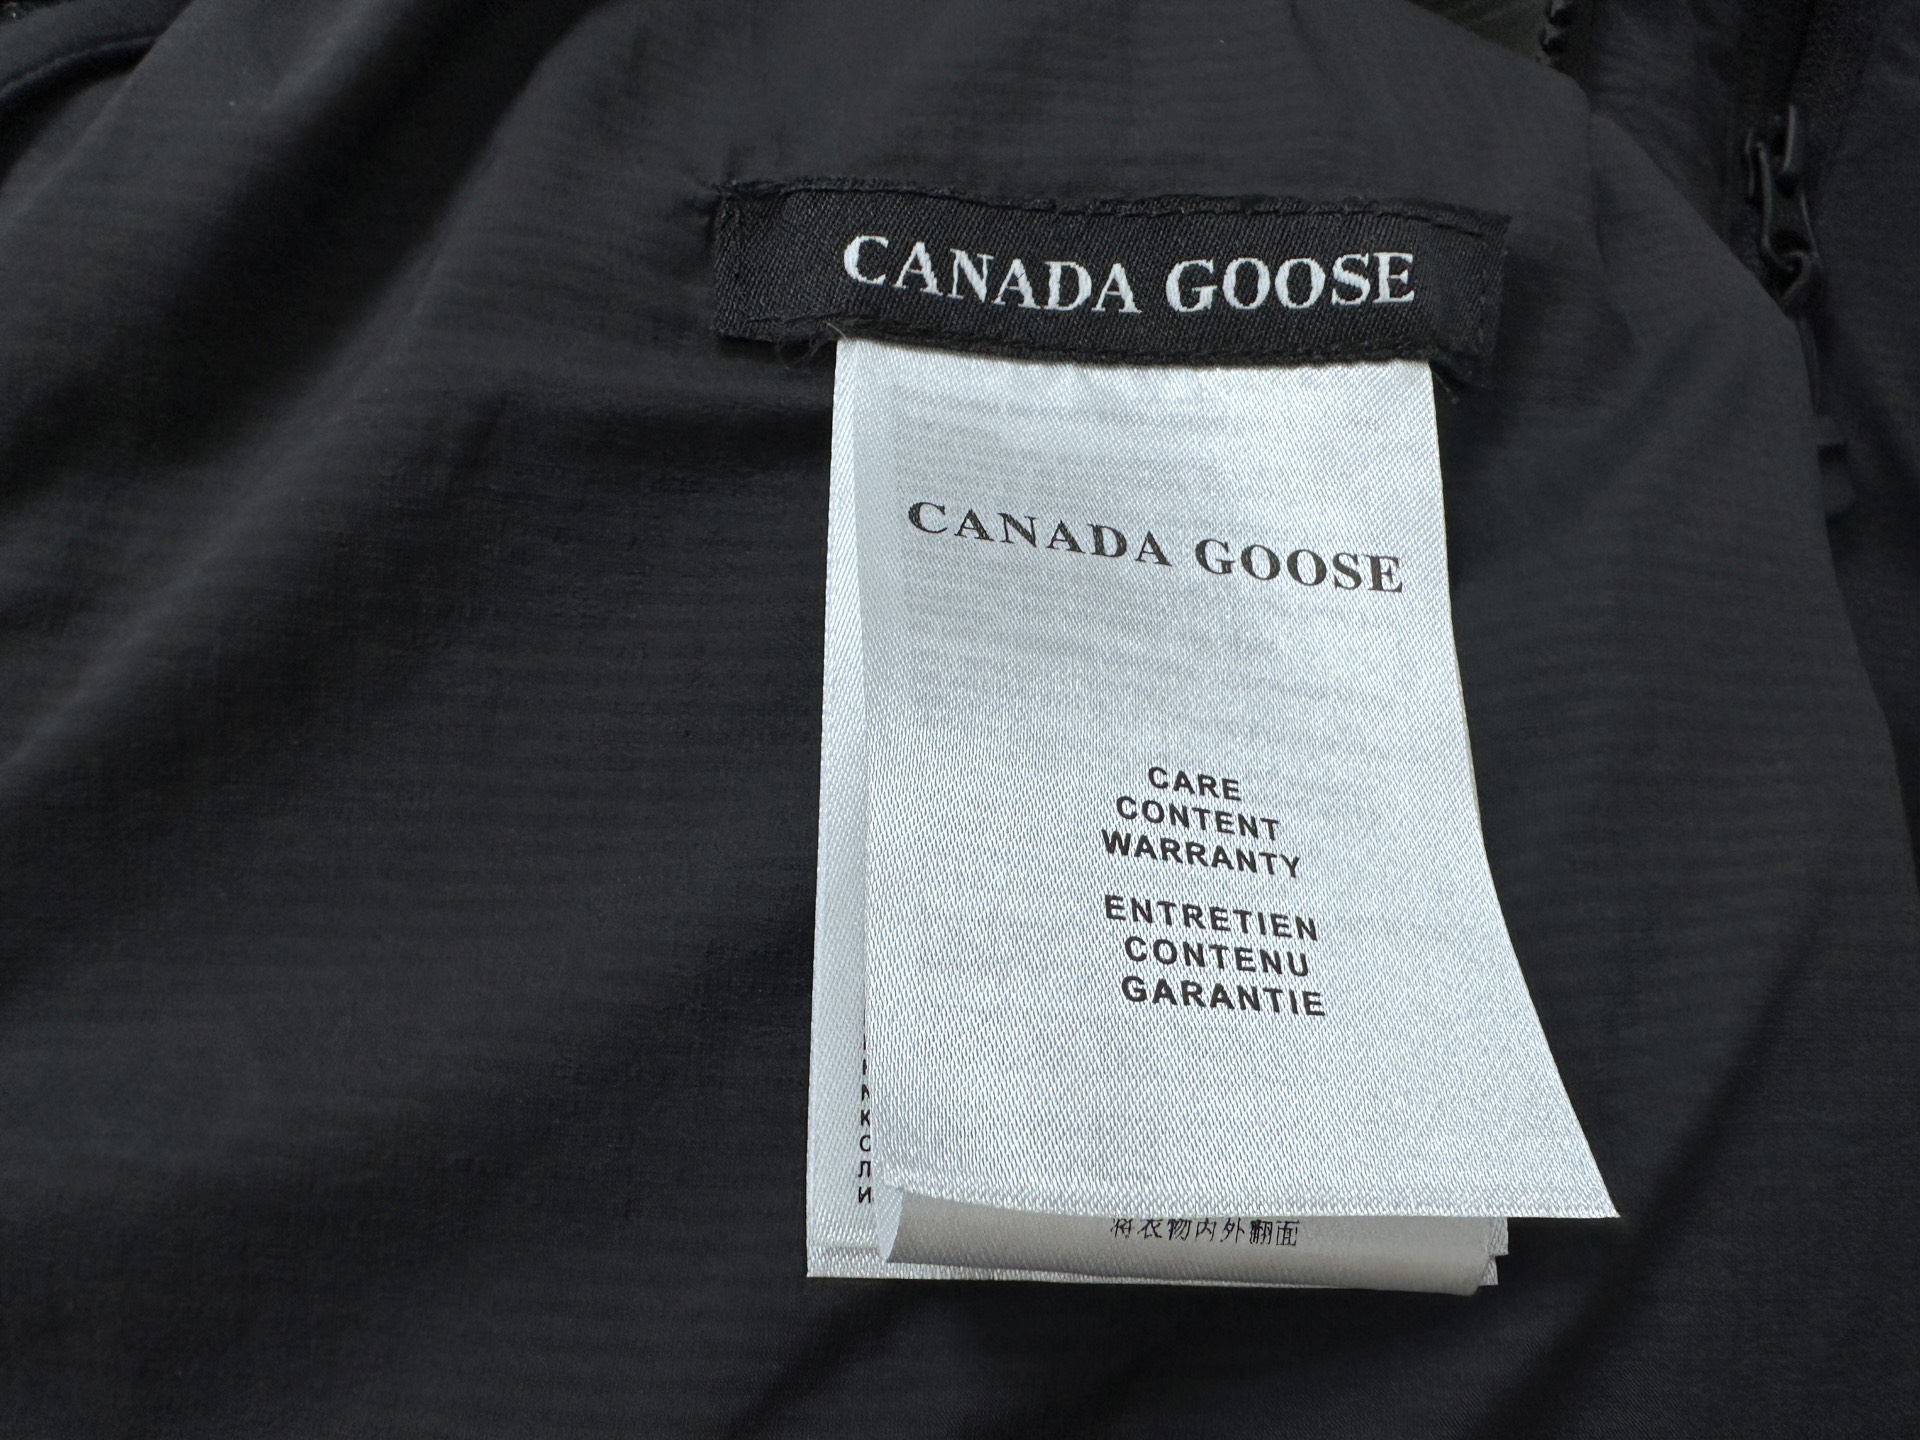 CANADA GOOSE
CANADA GOOSE
CARE
CONTENT
WARRANTY
ENTRETIEN
CONTENU
GARANTIE
将衣物内外翻面